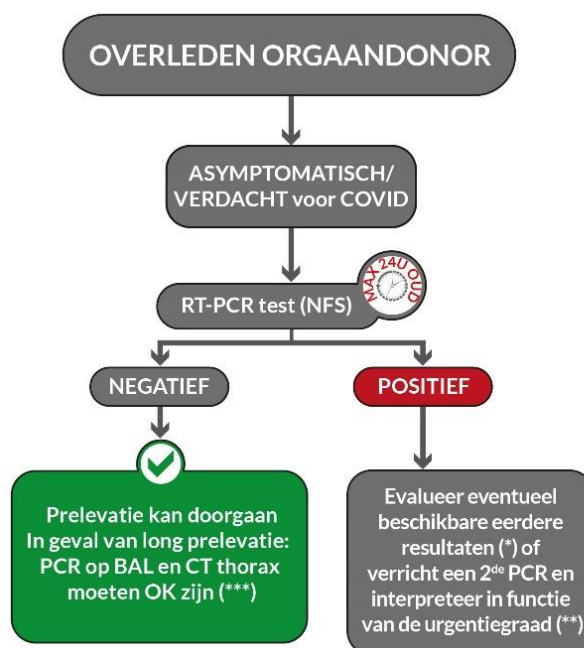 OVERLEDEN ORGAANDONOR
ASYMPTOMATISCH/
VERDACHT voor COVID
MAX 24U OUD
RT-PCR test (NFS)
NEGATIEF
POSITIEF
Prelevatie kan doorgaan
In geval van long prelevatie:
PCR op BAL en CT thorax
moeten OK zijn (***)
Evalueer eventueel
beschikbare eerdere
resultaten (*) of
verricht een 2de PCR en
interpreteer in functie
van de urgentiegraad (**)